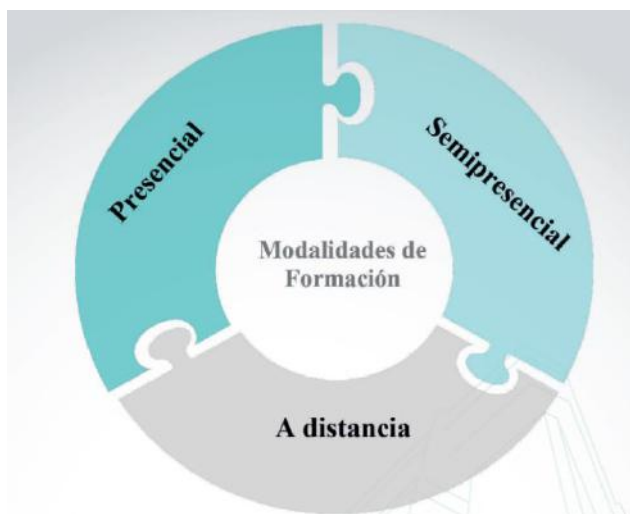 Presencial
Semipresencial
Modalidades de
Formación
A distancia